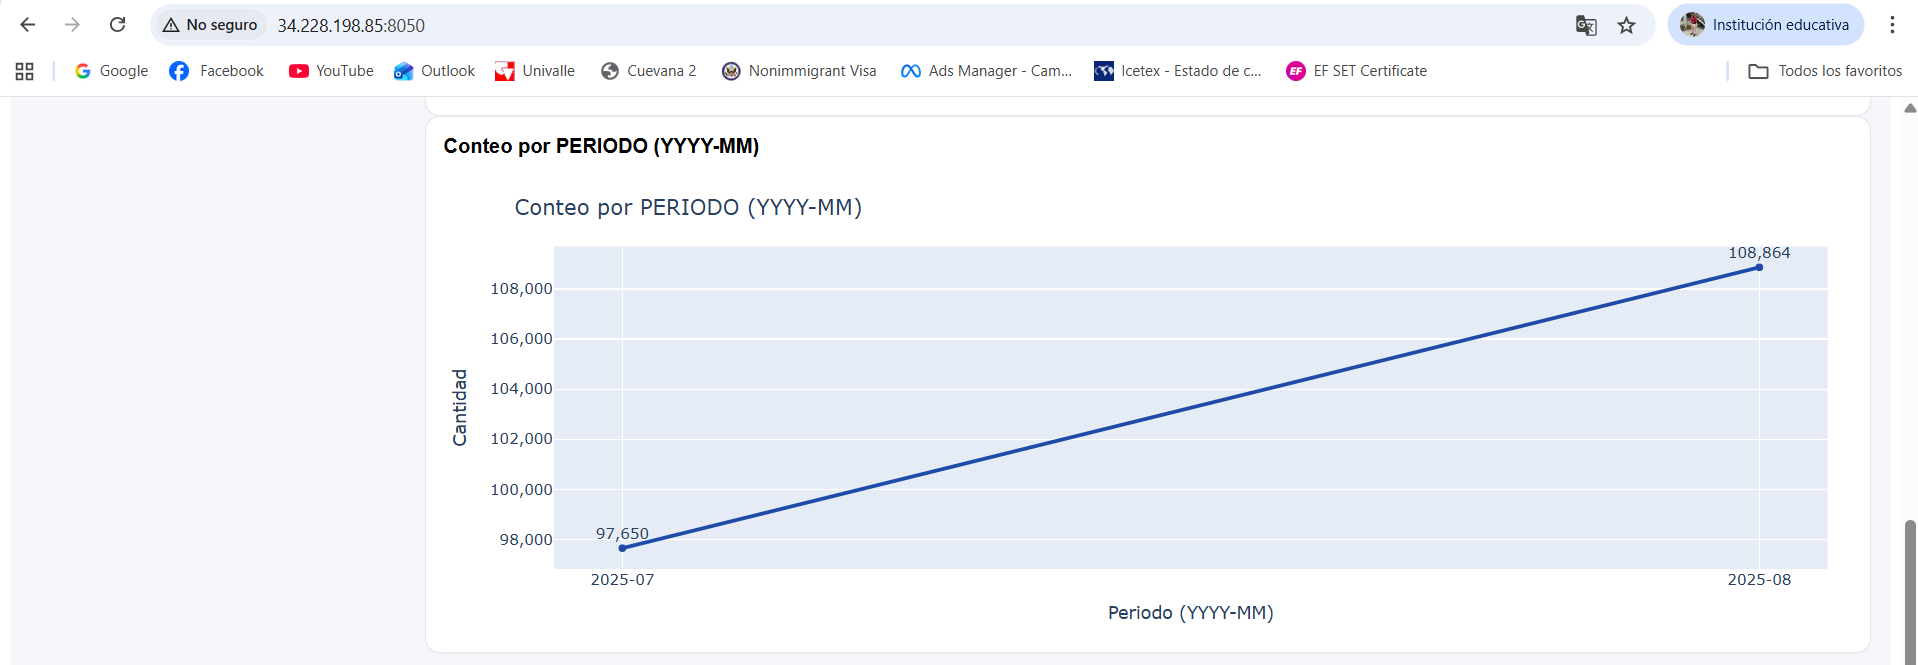 No seguro 34.228.198.85:8050 Institución educativa
Google Facebook YouTube Outlook Univalle Cuevana 2 Nonimmigrant Visa Ads Manager - Cam... Icetex - Estado de c... EF EF SET Certificate Todos los favoritos
Conteo por PERIODO (YYYY-MM)
Conteo por PERIODO (YYYY-MM)
108,864
108,000
106,000
104,000
Cantidad
102,000
100,000
97,650
98,000
2025-07 2025-08
Periodo (YYYY-MM)